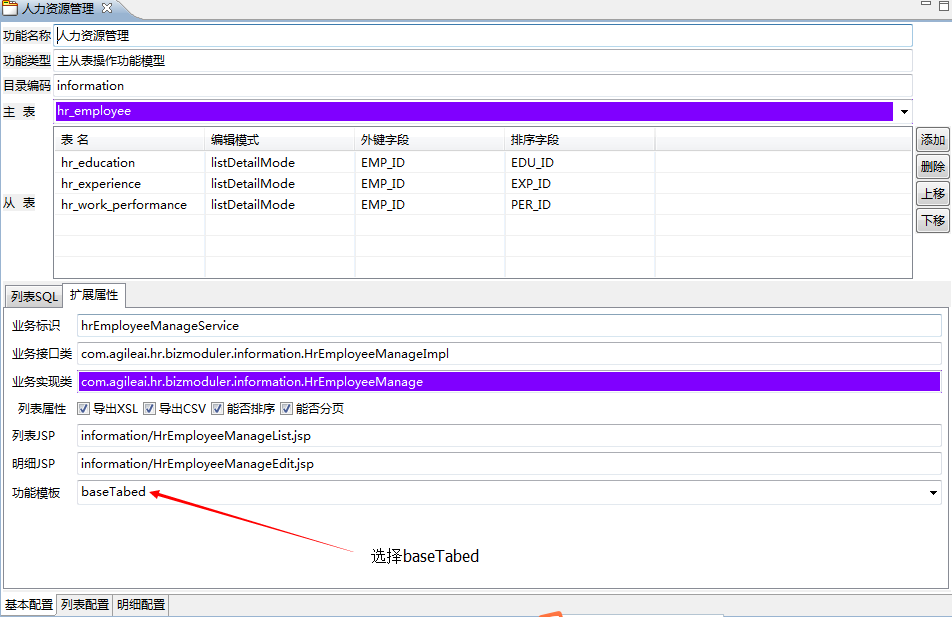 人力资源管理
功能名称 人力资源管理
功能类型 主从表操作功能模型
目录编码 information
主 表 hr_employee
表 名 编辑模式 外键字段 排序字段
hr_education listDetailMode EMP_ID EDU_ID
hr_experience listDetailMode EMP_ID EXP_ID
hr_work_performance listDetailMode EMP_ID PER_ID
从 表
添加
删除
上移
下移
列表SQL 扩展属性
业务标识 hrEmployeeManageService
业务接口类 com.agileai.hr.bizmoduler.information.HrEmployeeManageImpl
业务实现类 com.agileai.hr.bizmoduler.information.HrEmployeeManage
列表属性 导出XSL 导出CSV 能否排序 能否分页
列表JSP information/HrEmployeeManageList.jsp
明细JSP information/HrEmployeeManageEdit.jsp
功能模板 baseTabed
选择baseTabed
基本配置 列表配置 明细配置